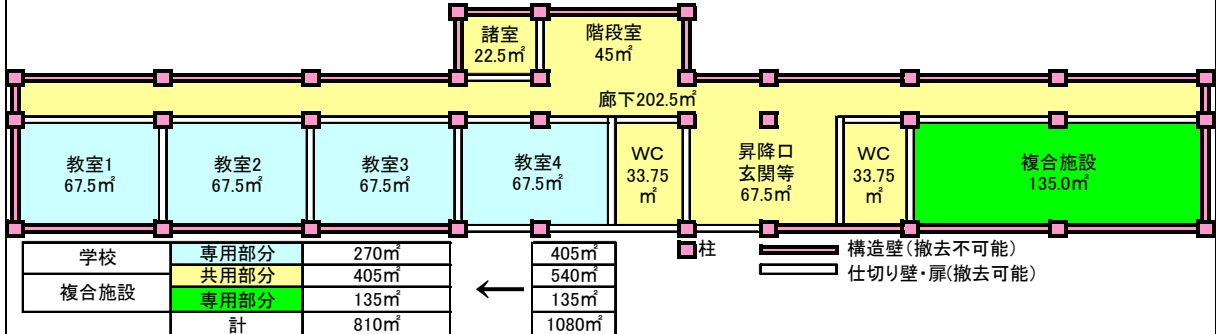 諸室
22.5㎡
階段室
45㎡
廊下202.5㎡
教室1
67.5㎡
教室2
67.5㎡
教室3
67.5㎡
教室4
67.5㎡
WC
33.75
㎡
昇降口
玄関等
67.5㎡
WC
33.75
㎡
複合施設
135.0㎡
学校 専用部分 270㎡ 405㎡
共用部分 405㎡ 540㎡
複合施設 専用部分 135㎡ ← 135㎡
計 810㎡ 1080㎡
柱
構造壁(撤去不可能)
仕切り壁・扉(撤去可能)